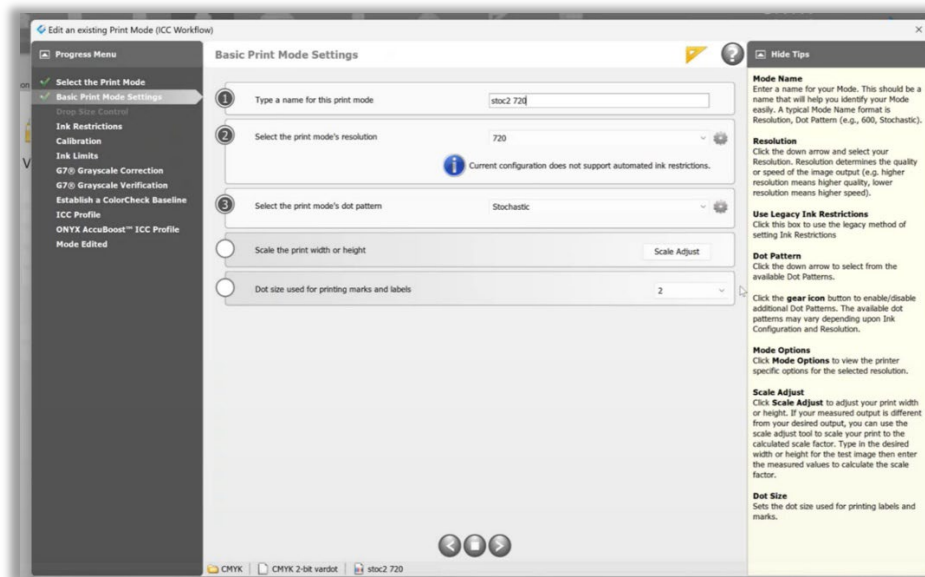 Edit an existing Print Mode (ICC Workflow)
Progress Menu
Select the Print Mode
Basic Print Mode Settings
Drop Size Control
Ink Restrictions
Calibration
Ink Limits
G7® Grayscale Correction
G7® Grayscale Verification
Establish a ColorCheck Baseline
ICC Profile
ONYX AccuBoost™ ICC Profile
Mode Edited
Basic Print Mode Settings
1 Type a name for this print mode stoc2 720
2 Select the print mode's resolution 720
Current configuration does not support automated ink restrictions.
3 Select the print mode's dot pattern Stochastic
Scale the print width or height Scale Adjust
Dot size used for printing marks and labels 2
CMYK CMYK 2-bit vardot stoc2 720
Hide Tips
Mode Name
Enter a name for your Mode. This should be a
name that will help you identify your Mode
easily. A typical Mode Name format is
Resolution, Dot Pattern (e.g., 600, Stochastic).
Resolution
Click the down arrow and select your
Resolution. Resolution determines the quality
or speed of the image output (e.g. higher
resolution means higher quality, lower
resolution means higher speed).
Use Legacy Ink Restrictions
Click this box to use the legacy method of
setting Ink Restrictions
Dot Pattern
Click the down arrow to select from the
available Dot Patterns.
Click the gear icon button to enable/disable
additional Dot Patterns. The available dot
patterns may vary depending upon Ink
Configuration and Resolution.
Mode Options
Click Mode Options to view the printer
specific options for the selected resolution.
Scale Adjust
Click Scale Adjust to adjust your print width
or height. If your measured output is different
from your desired output, you can use the
scale adjust tool to scale your print to the
calculated scale factor. Type in the desired
width or height for the test image then enter
the measured values to calculate the scale
factor.
Dot Size
Sets the dot size used for printing labels and
marks.